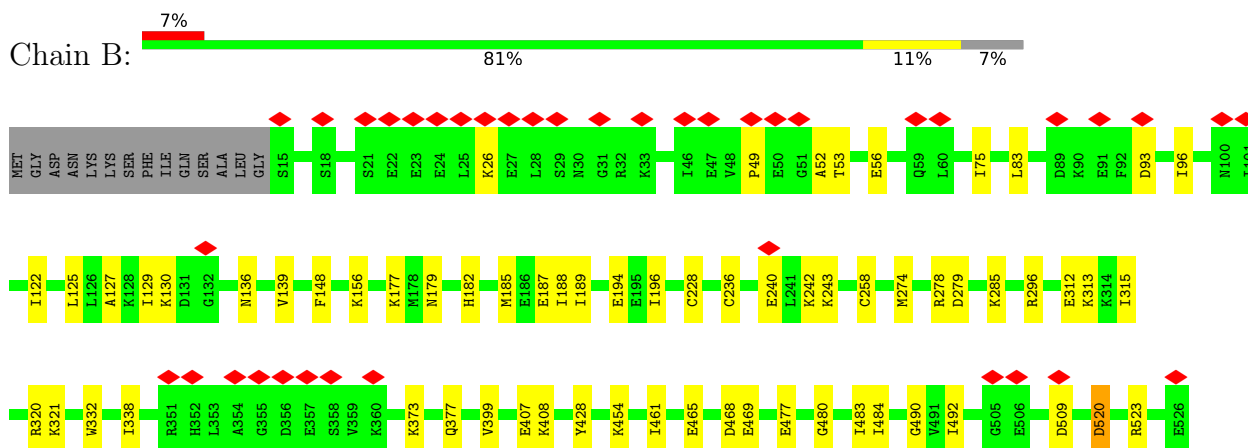 7%
Chain B:
81% 11% 7%
MET GLY ASP ASN LYS LYS SER PHE ILE GLN SER ALA LEU GLY S15 S18 S21 E22 E23 E24 L25 K26 E27 L28 S29 N30 G31 R32 K33 I46 E47 V48 P49 E50 G51 A52 T53 E56 Q59 L60 I75 L83 D89 K90 E91 F92 D93 I96 N100
I122 L125 L126 A127 K128 I129 K130 D131 G132 N136 V139 F148 K156 K177 M178 N179 H182 M185 E186 E187 I188 I189 E194 E195 I196 C228 C236 E240 L241 K242 K243 C258 M274 R278 D279 K285 R296 E312 K313 K314 I315
R320 K321 W332 I338 R351 H352 L353 A354 G355 D356 E357 S358 V359 K360 K373 Q377 V399 E407 K408 Y428 K454 I461 E465 D468 E469 E477 G480 I483 I484 G490 V491 I492 G505 E506 D509 D520 R523 E526